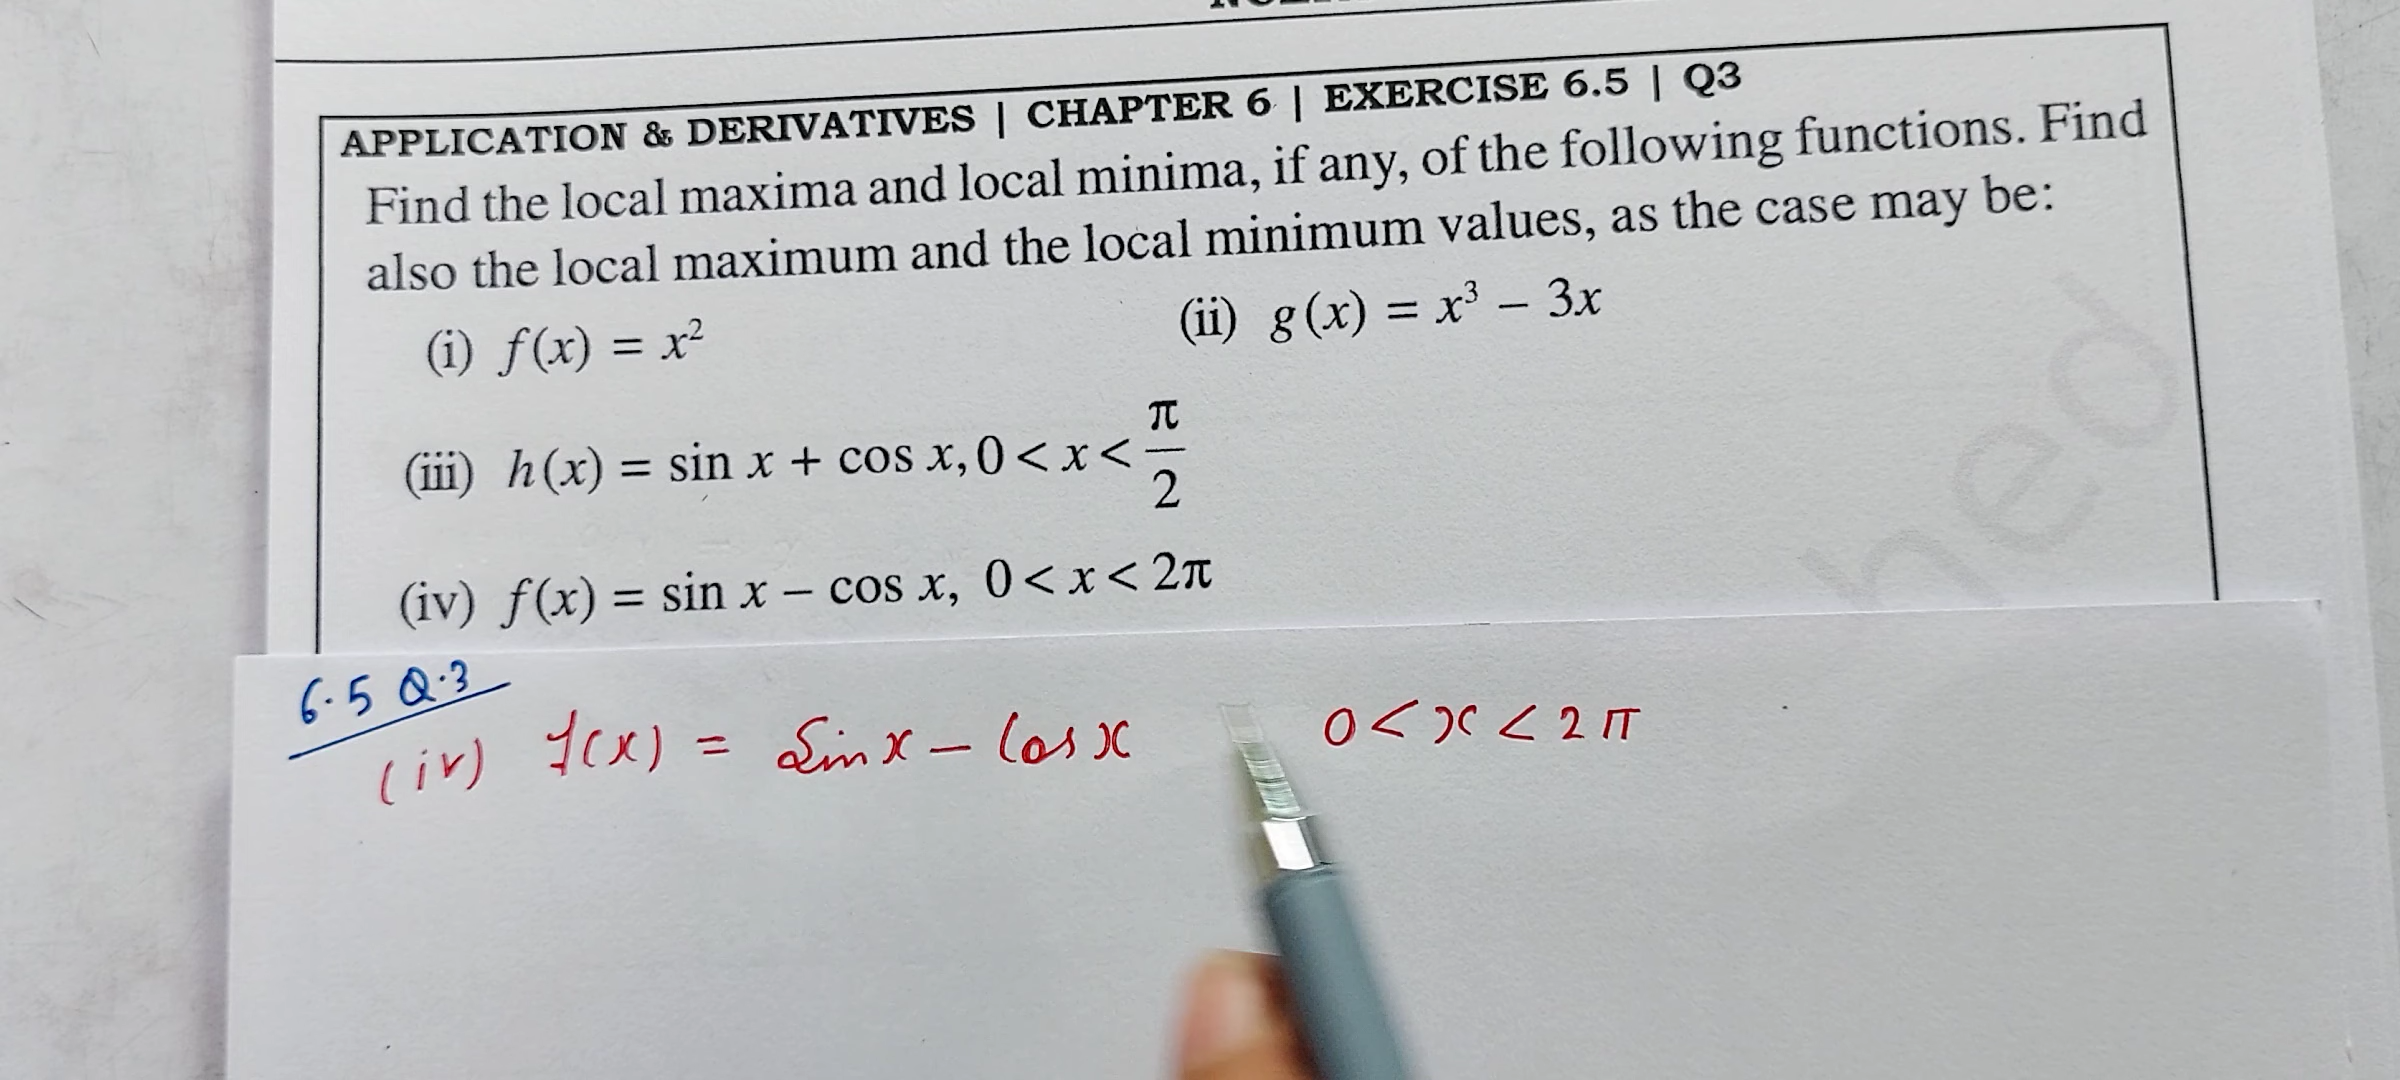 APPLICATION & DERIVATIVES | CHAPTER 6 | EXERCISE 6.5 | Q3
Find the local maxima and local minima, if any, of the following functions. Find
also the local maximum and the local minimum values, as the case may be:
(i) f(x) = x² (ii) g(x) = x³ – 3x
(iii) h(x) = sin x + cos x, 0 < x < π/2
(iv) f(x) = sin x – cos x, 0 < x < 2π
6.5 Q.3
(iv) f(x) = Sin x – Cos x 0 < x < 2π